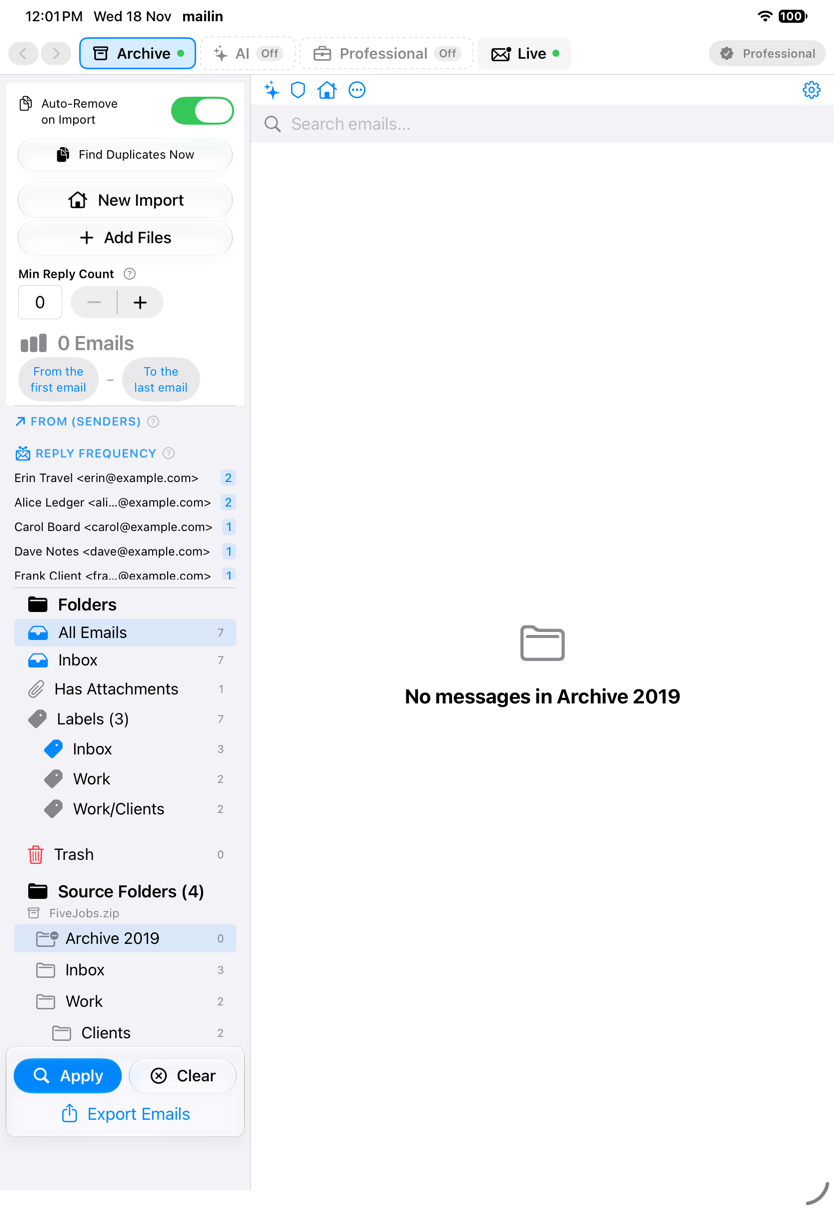 12:01 PM Wed 18 Nov mailin
100
Archive
AI Off
Professional Off
Live
Professional
Auto-Remove
on Import
Find Duplicates Now
New Import
Add Files
Min Reply Count ?
0
0 Emails
From the
first email
–
To the
last email
FROM (SENDERS) ?
REPLY FREQUENCY ?
Erin Travel <erin@example.com> 2
Alice Ledger <ali...@example.com> 2
Carol Board <carol@example.com> 1
Dave Notes <dave@example.com> 1
Frank Client <fra...@example.com> 1
Folders
All Emails 7
Inbox 7
Has Attachments 1
Labels (3) 7
Inbox 3
Work 2
Work/Clients 2
Trash 0
Source Folders (4)
FiveJobs.zip
Archive 2019 0
Inbox 3
Work 2
Clients 2
Apply
Clear
Export Emails
Search emails...
No messages in Archive 2019